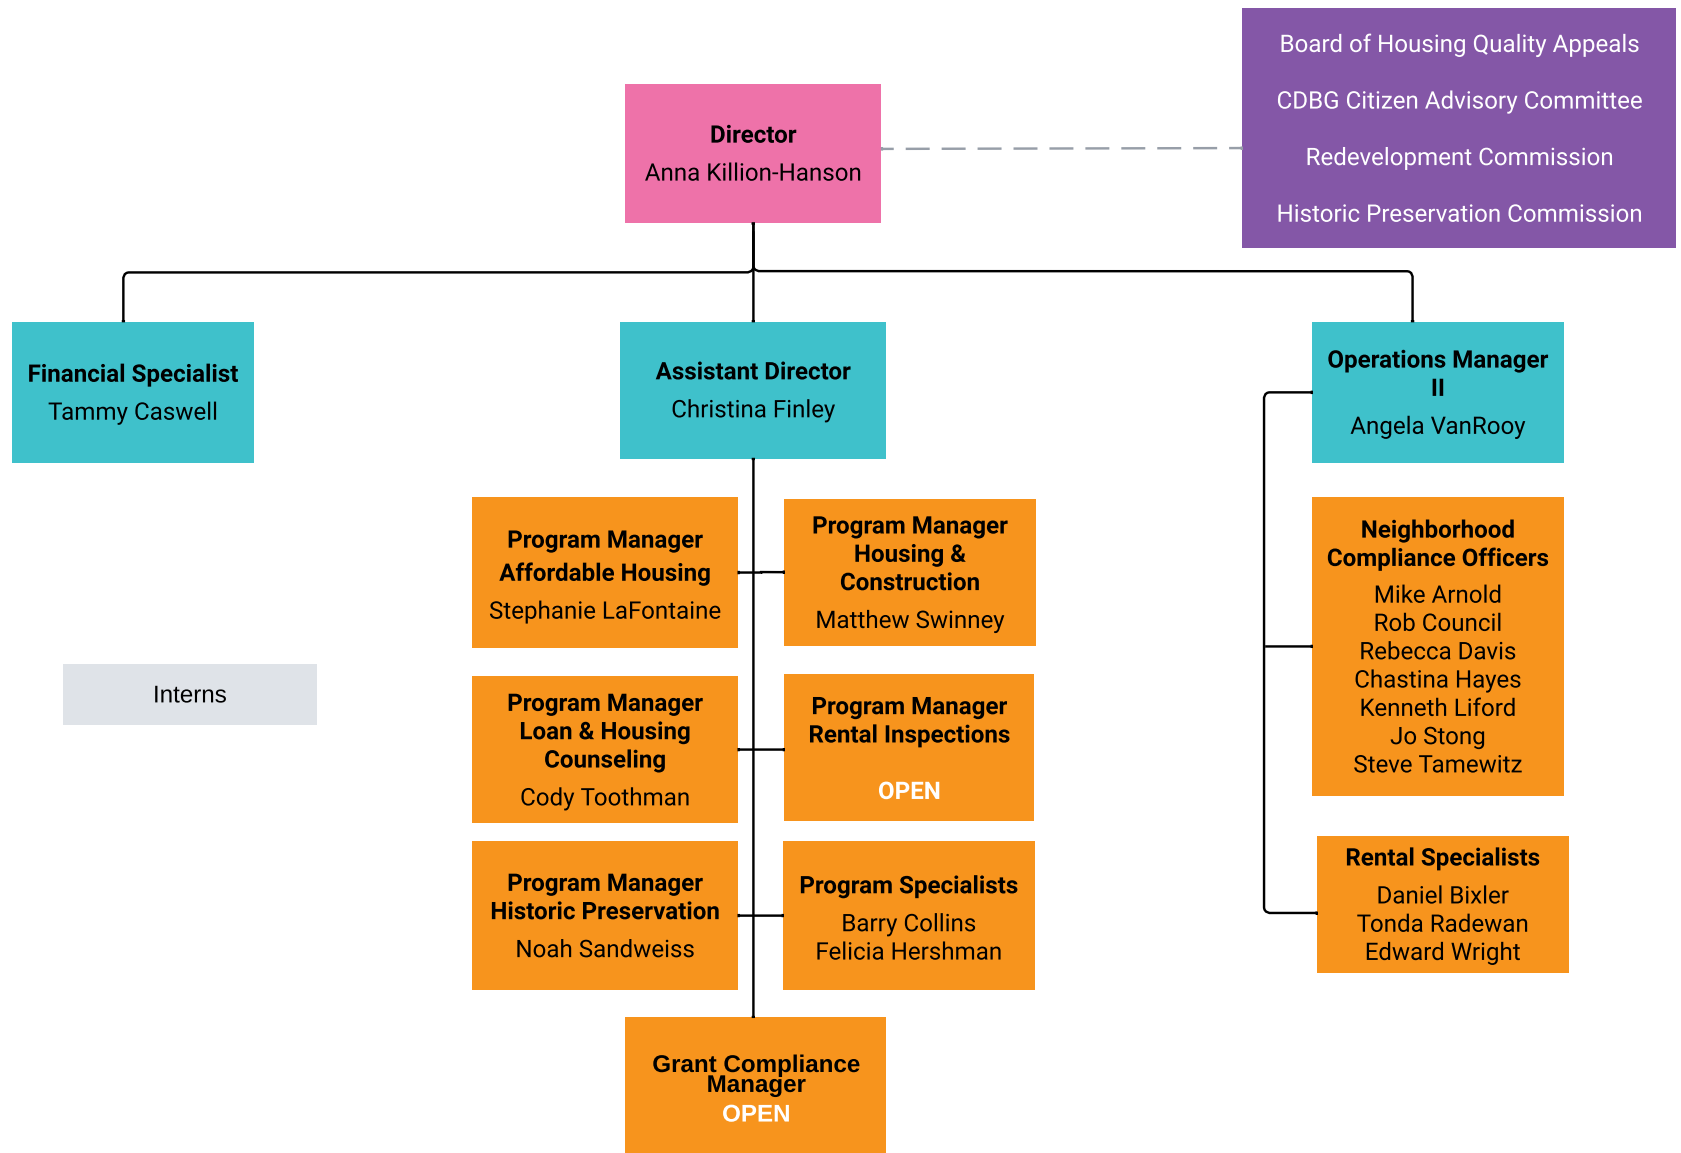 Board of Housing Quality Appeals
CDBG Citizen Advisory Committee
Redevelopment Commission
Historic Preservation Commission
Director
Anna Killion-Hanson
Financial Specialist
Tammy Caswell
Assistant Director
Christina Finley
Operations Manager
II
Angela VanRooy
Program Manager
Affordable Housing
Stephanie LaFontaine
Program Manager
Housing &
Construction
Matthew Swinney
Neighborhood
Compliance Officers
Mike Arnold
Rob Council
Rebecca Davis
Chastina Hayes
Kenneth Liford
Jo Stong
Steve Tamewitz
Interns
Program Manager
Loan & Housing
Counseling
Cody Toothman
Program Manager
Rental Inspections
OPEN
Program Manager
Historic Preservation
Noah Sandweiss
Program Specialists
Barry Collins
Felicia Hershman
Rental Specialists
Daniel Bixler
Tonda Radewan
Edward Wright
Grant Compliance
Manager
OPEN